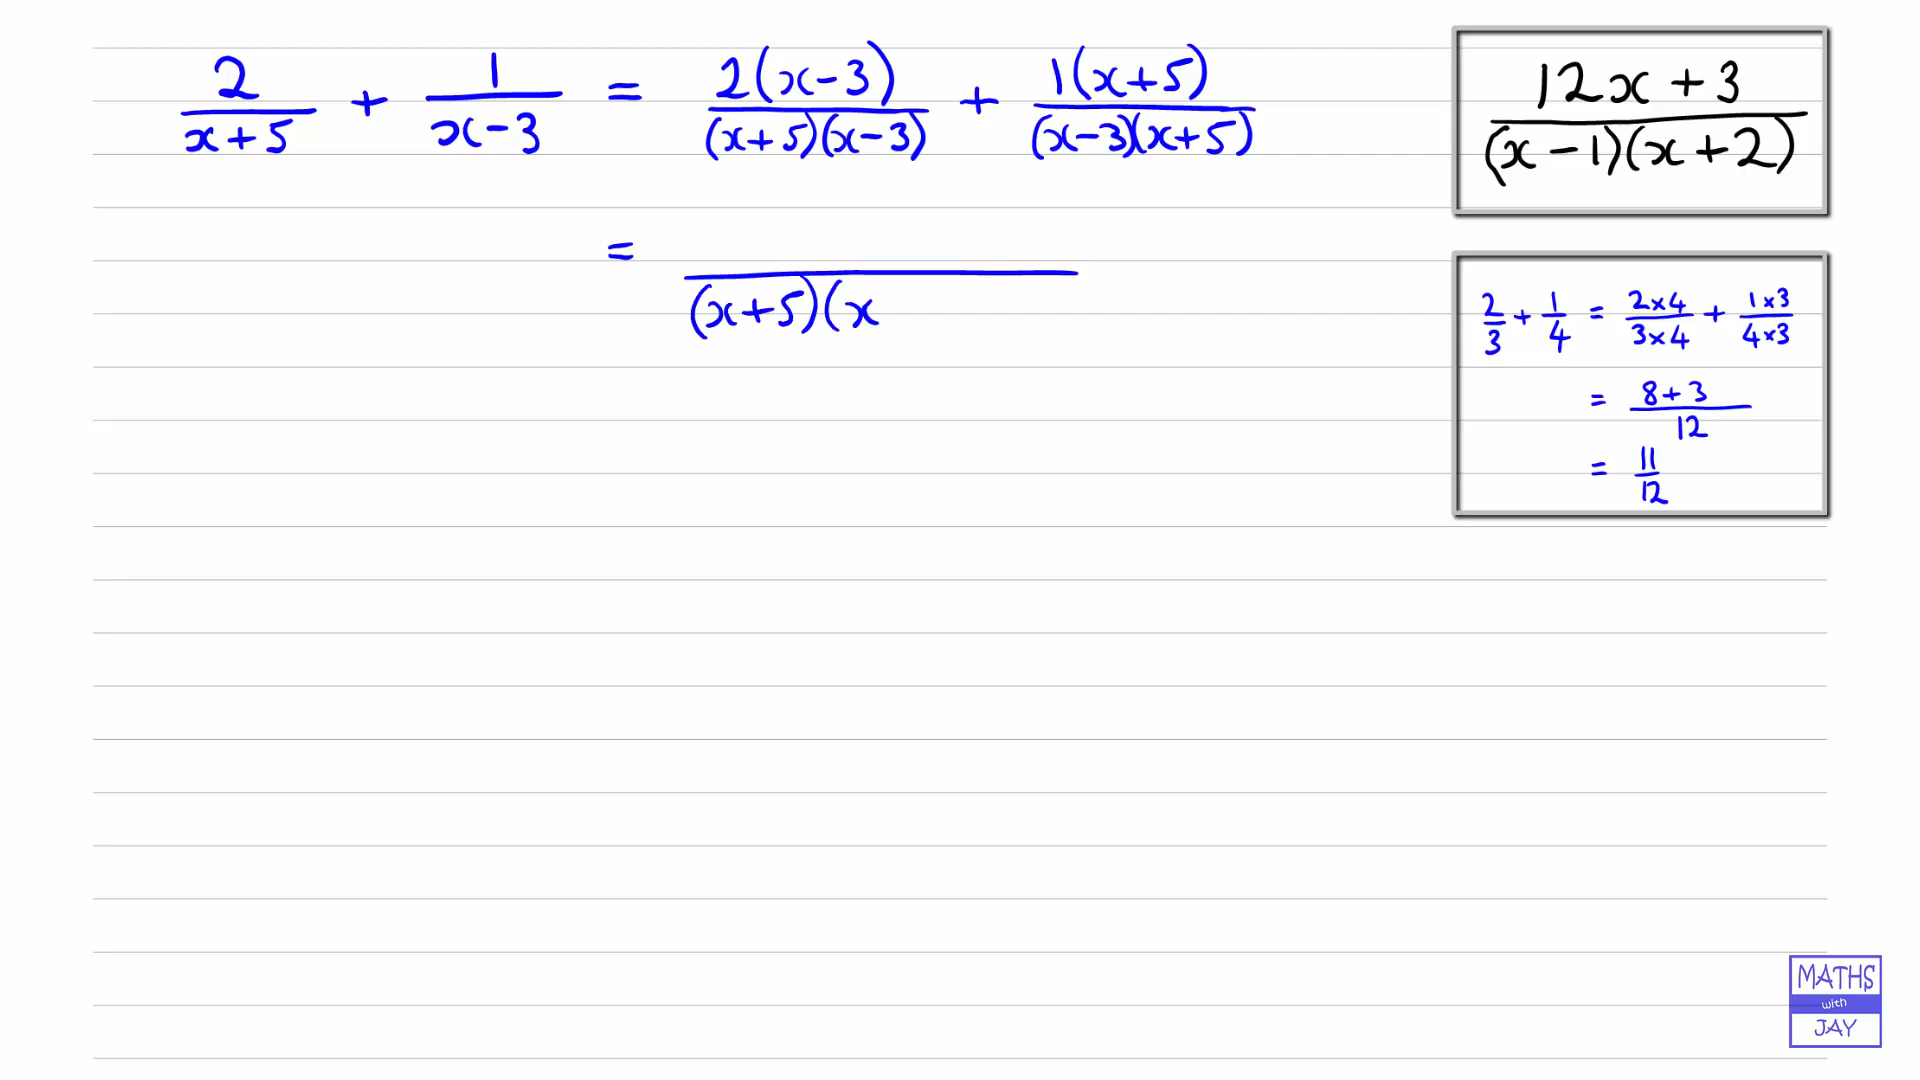 2/(x+5) + 1/(x-3) = 2(x-3)/((x+5)(x-3)) + 1(x+5)/((x-3)(x+5))
= /(x+5)(x
12x+3
(x-1)(x+2)
2/3 + 1/4 = 2×4/3×4 + 1×3/4×3
= 8+3/12
= 11/12
MATHS
with
JAY